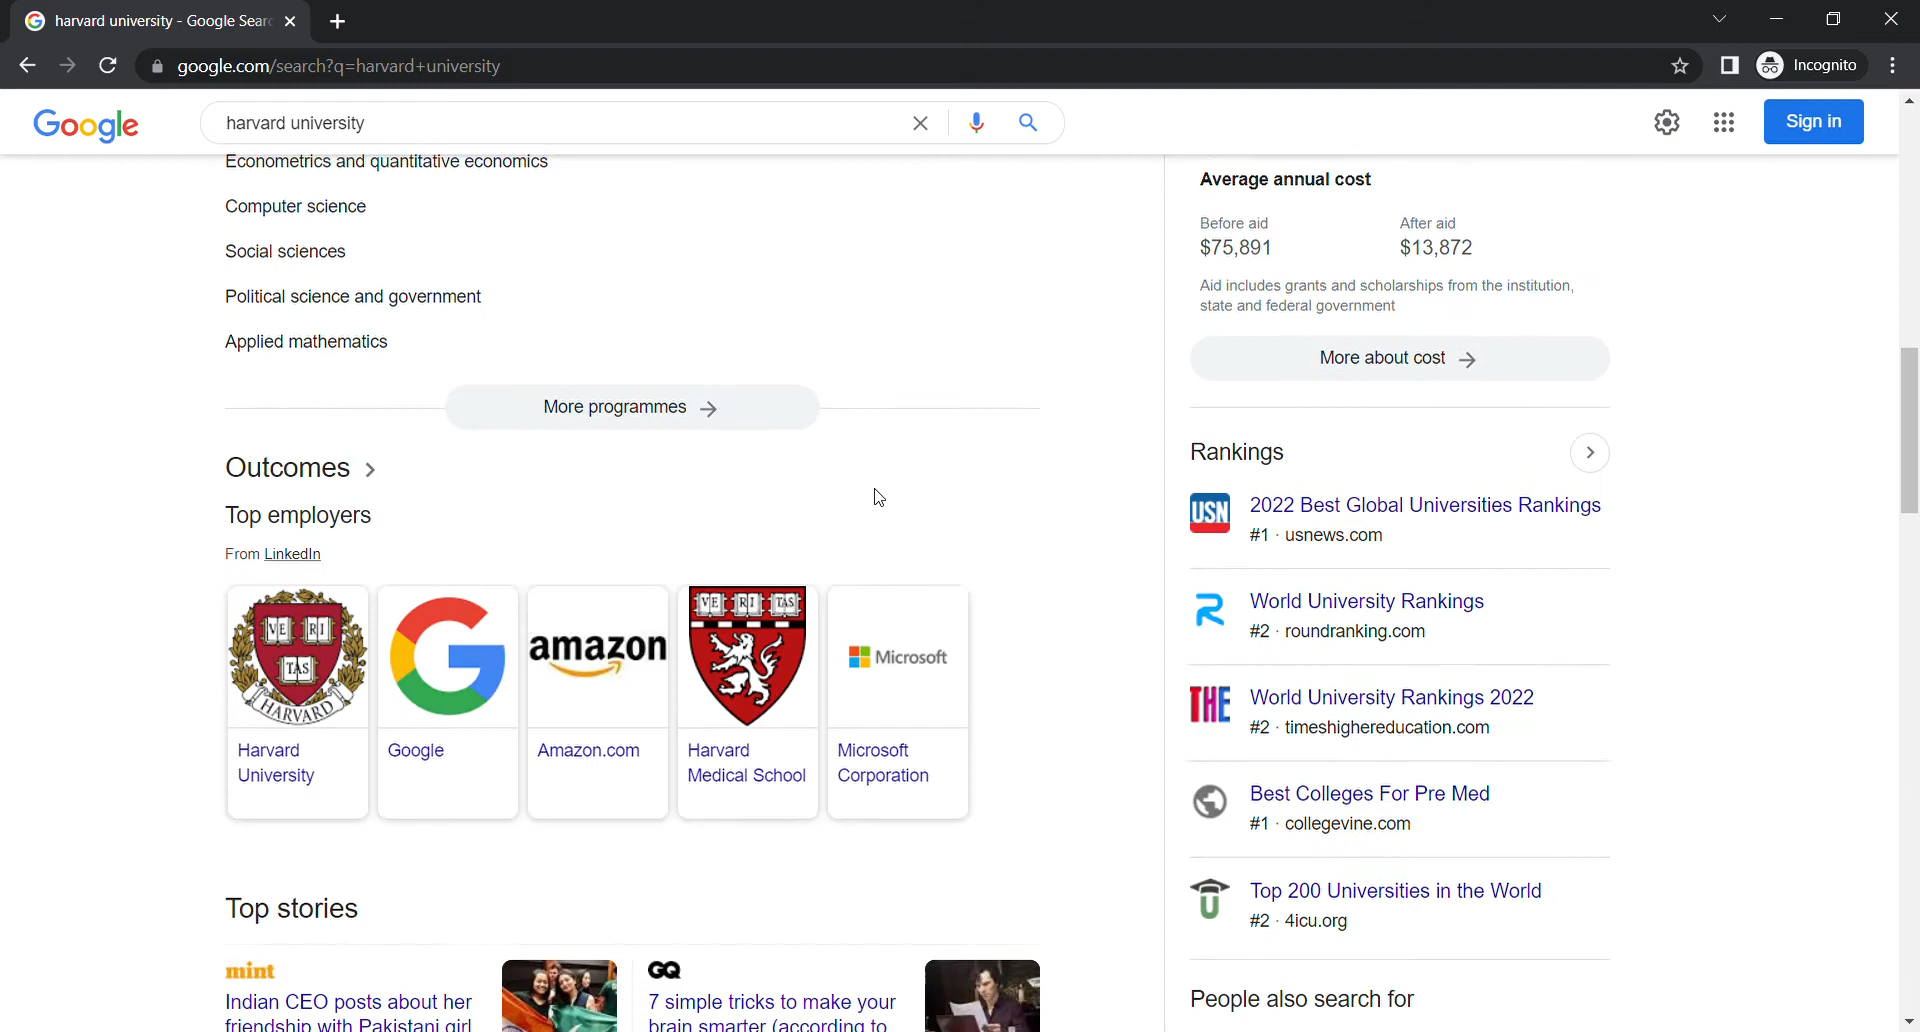 harvard university - Google Sear
google.com/search?q=harvard+university
Incognito
Google
harvard university
Sign in
Econometrics and quantitative economics
Computer science
Social sciences
Political science and government
Applied mathematics
More programmes
Outcomes
Top employers
From LinkedIn
VE RI TAS
HARVARD
amazon
VE RI TAS
Microsoft
Harvard
University
Google
Amazon.com
Harvard
Medical School
Microsoft
Corporation
Top stories
mint
Indian CEO posts about her
friendship with Pakistani girl
GQ
7 simple tricks to make your
brain smarter (according to
Average annual cost
Before aid
$75,891
After aid
$13,872
Aid includes grants and scholarships from the institution,
state and federal government
More about cost
Rankings
USN
2022 Best Global Universities Rankings
#1 · usnews.com
World University Rankings
#2 · roundranking.com
THE
World University Rankings 2022
#2 · timeshighereducation.com
Best Colleges For Pre Med
#1 · collegevine.com
Top 200 Universities in the World
#2 · 4icu.org
People also search for